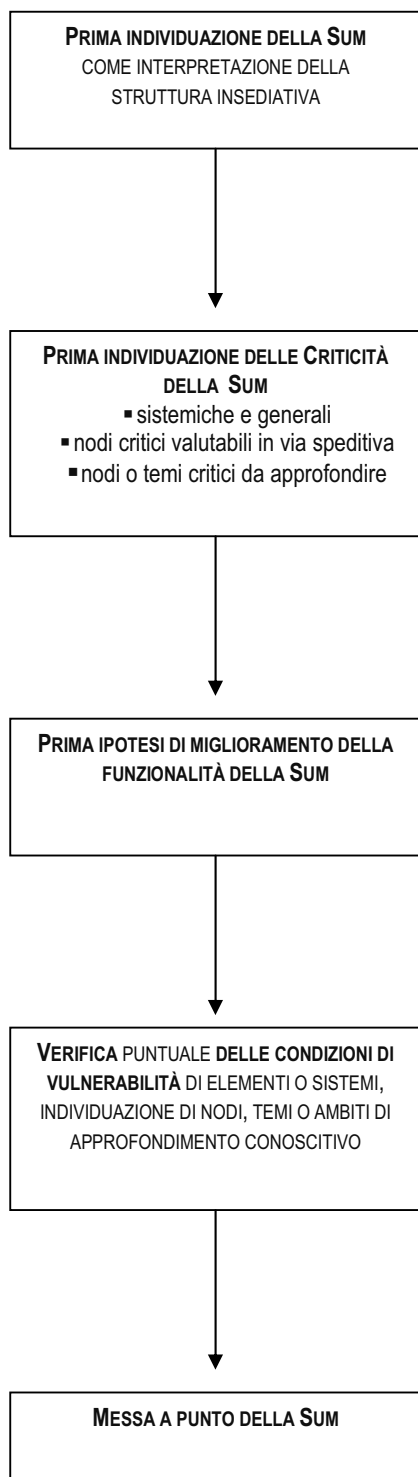 PRIMA INDIVIDUAZIONE DELLA SUM
COME INTERPRETAZIONE DELLA
STRUTTURA INSEDIATIVA
PRIMA INDIVIDUAZIONE DELLE CRITICITÀ
DELLA SUM
▪ sistemiche e generali
▪ nodi critici valutabili in via speditiva
▪ nodi o temi critici da approfondire
PRIMA IPOTESI DI MIGLIORAMENTO DELLA
FUNZIONALITÀ DELLA SUM
VERIFICA PUNTUALE DELLE CONDIZIONI DI
VULNERABILITÀ DI ELEMENTI O SISTEMI,
INDIVIDUAZIONE DI NODI, TEMI O AMBITI DI
APPROFONDIMENTO CONOSCITIVO
MESSA A PUNTO DELLA SUM